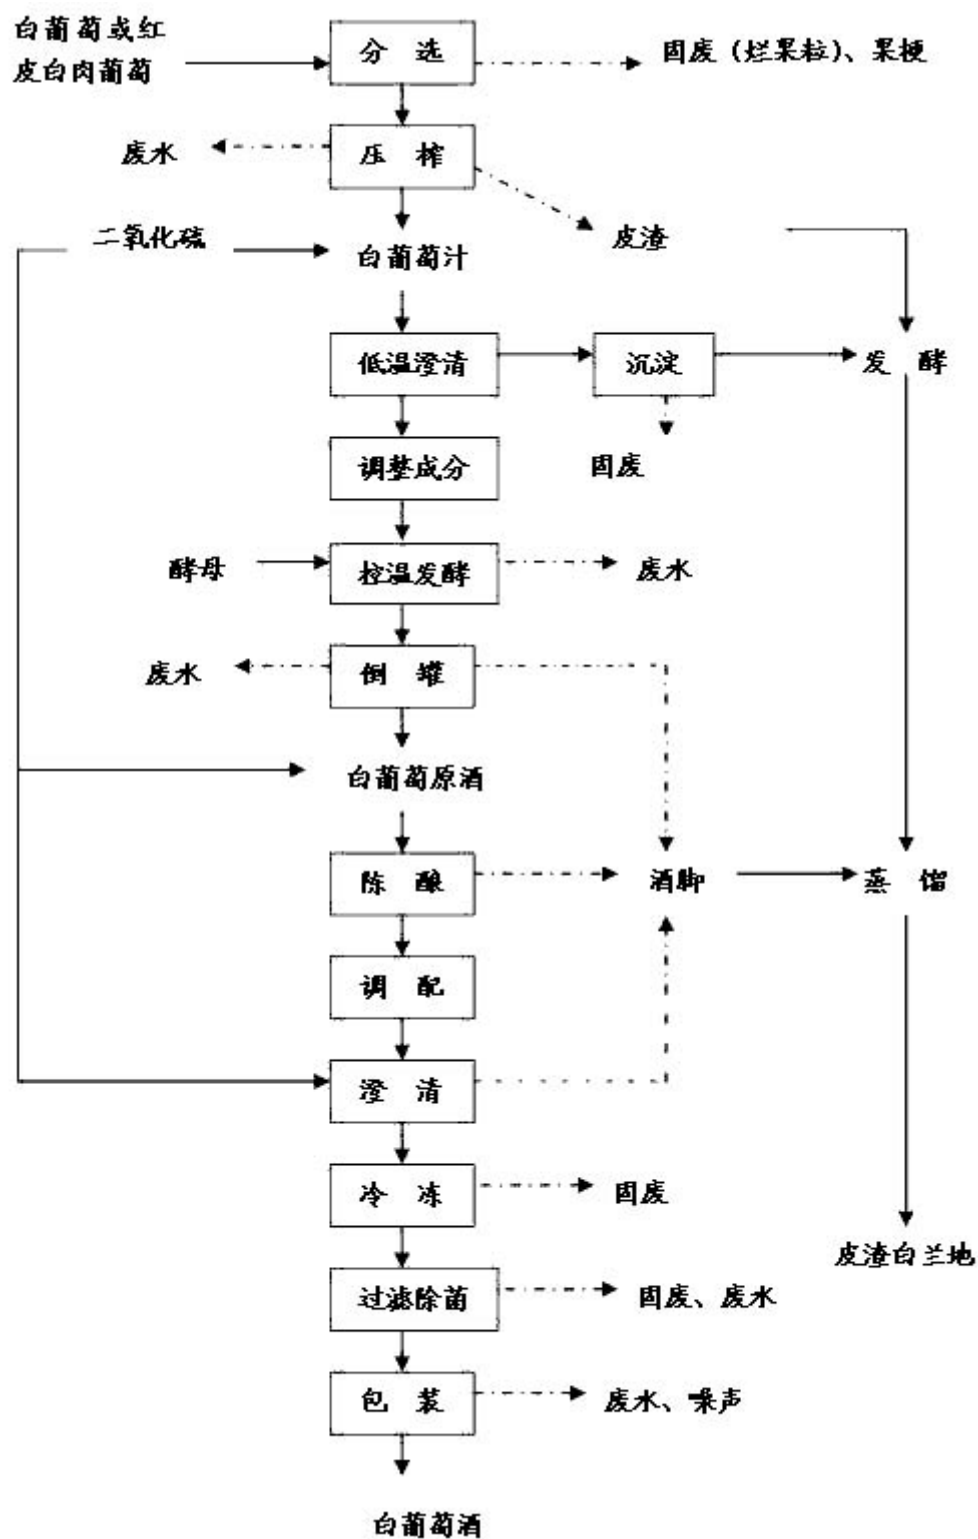 白葡萄或红
皮白肉葡萄
分 选
固废（烂果粒）、果梗
废水
压 榨
皮渣
二氧化硫
白葡萄汁
低温澄清
沉淀
发 酵
调整成分
固废
酵母
控温发酵
废水
废水
倒 罐
白葡萄原酒
陈 酿
酒脚
蒸 馏
调 配
澄 清
冷 冻
固废
皮渣白兰地
过滤除菌
固废、废水
包 装
废水、噪声
白葡萄酒